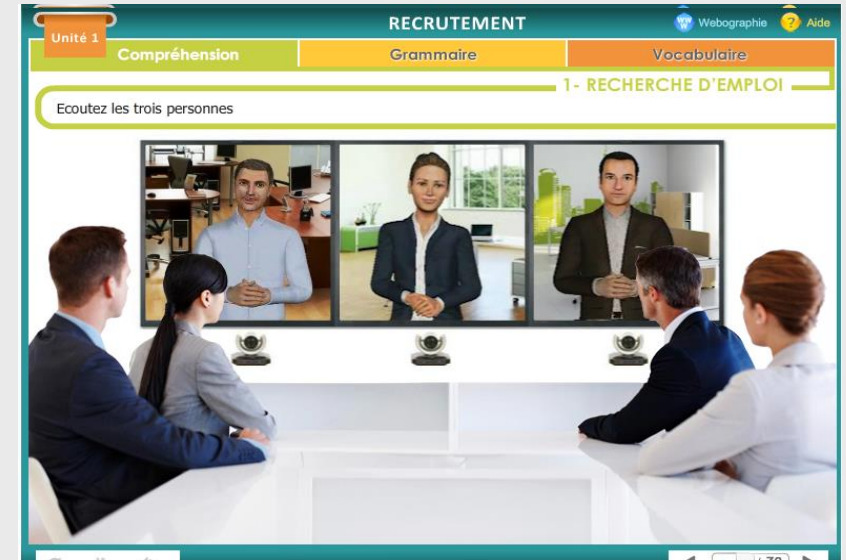 RECRUTEMENT
Webographie
Aide
Unité 1
Compréhension
Grammaire
Vocabulaire
1- RECHERCHE D'EMPLOI
Ecoutez les trois personnes